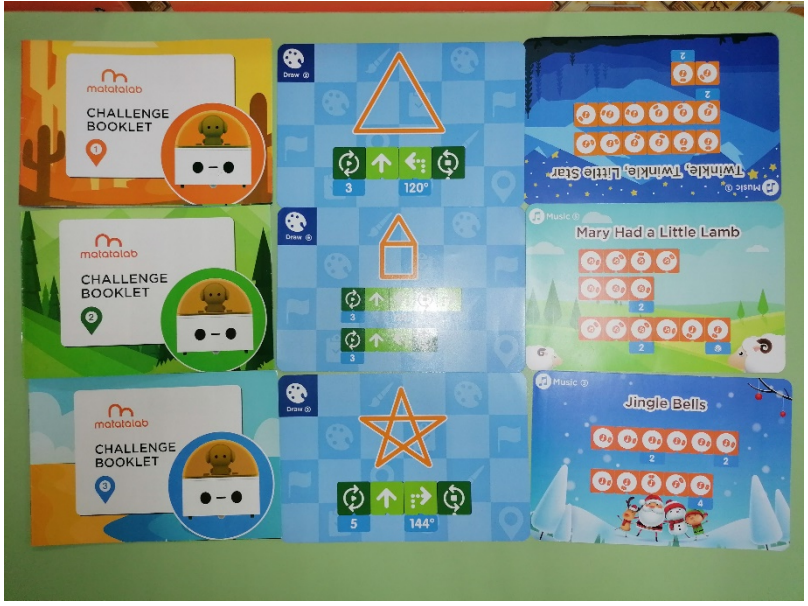 matatalab
CHALLENGE
BOOKLET
1
Draw
3
120°
2
2
Twinkle, Twinkle, Little Star
Music
matatalab
CHALLENGE
BOOKLET
2
Draw
3
3
Music
Mary Had a Little Lamb
2
2
matatalab
CHALLENGE
BOOKLET
3
Draw
5
144°
Music
Jingle Bells
2
2
4